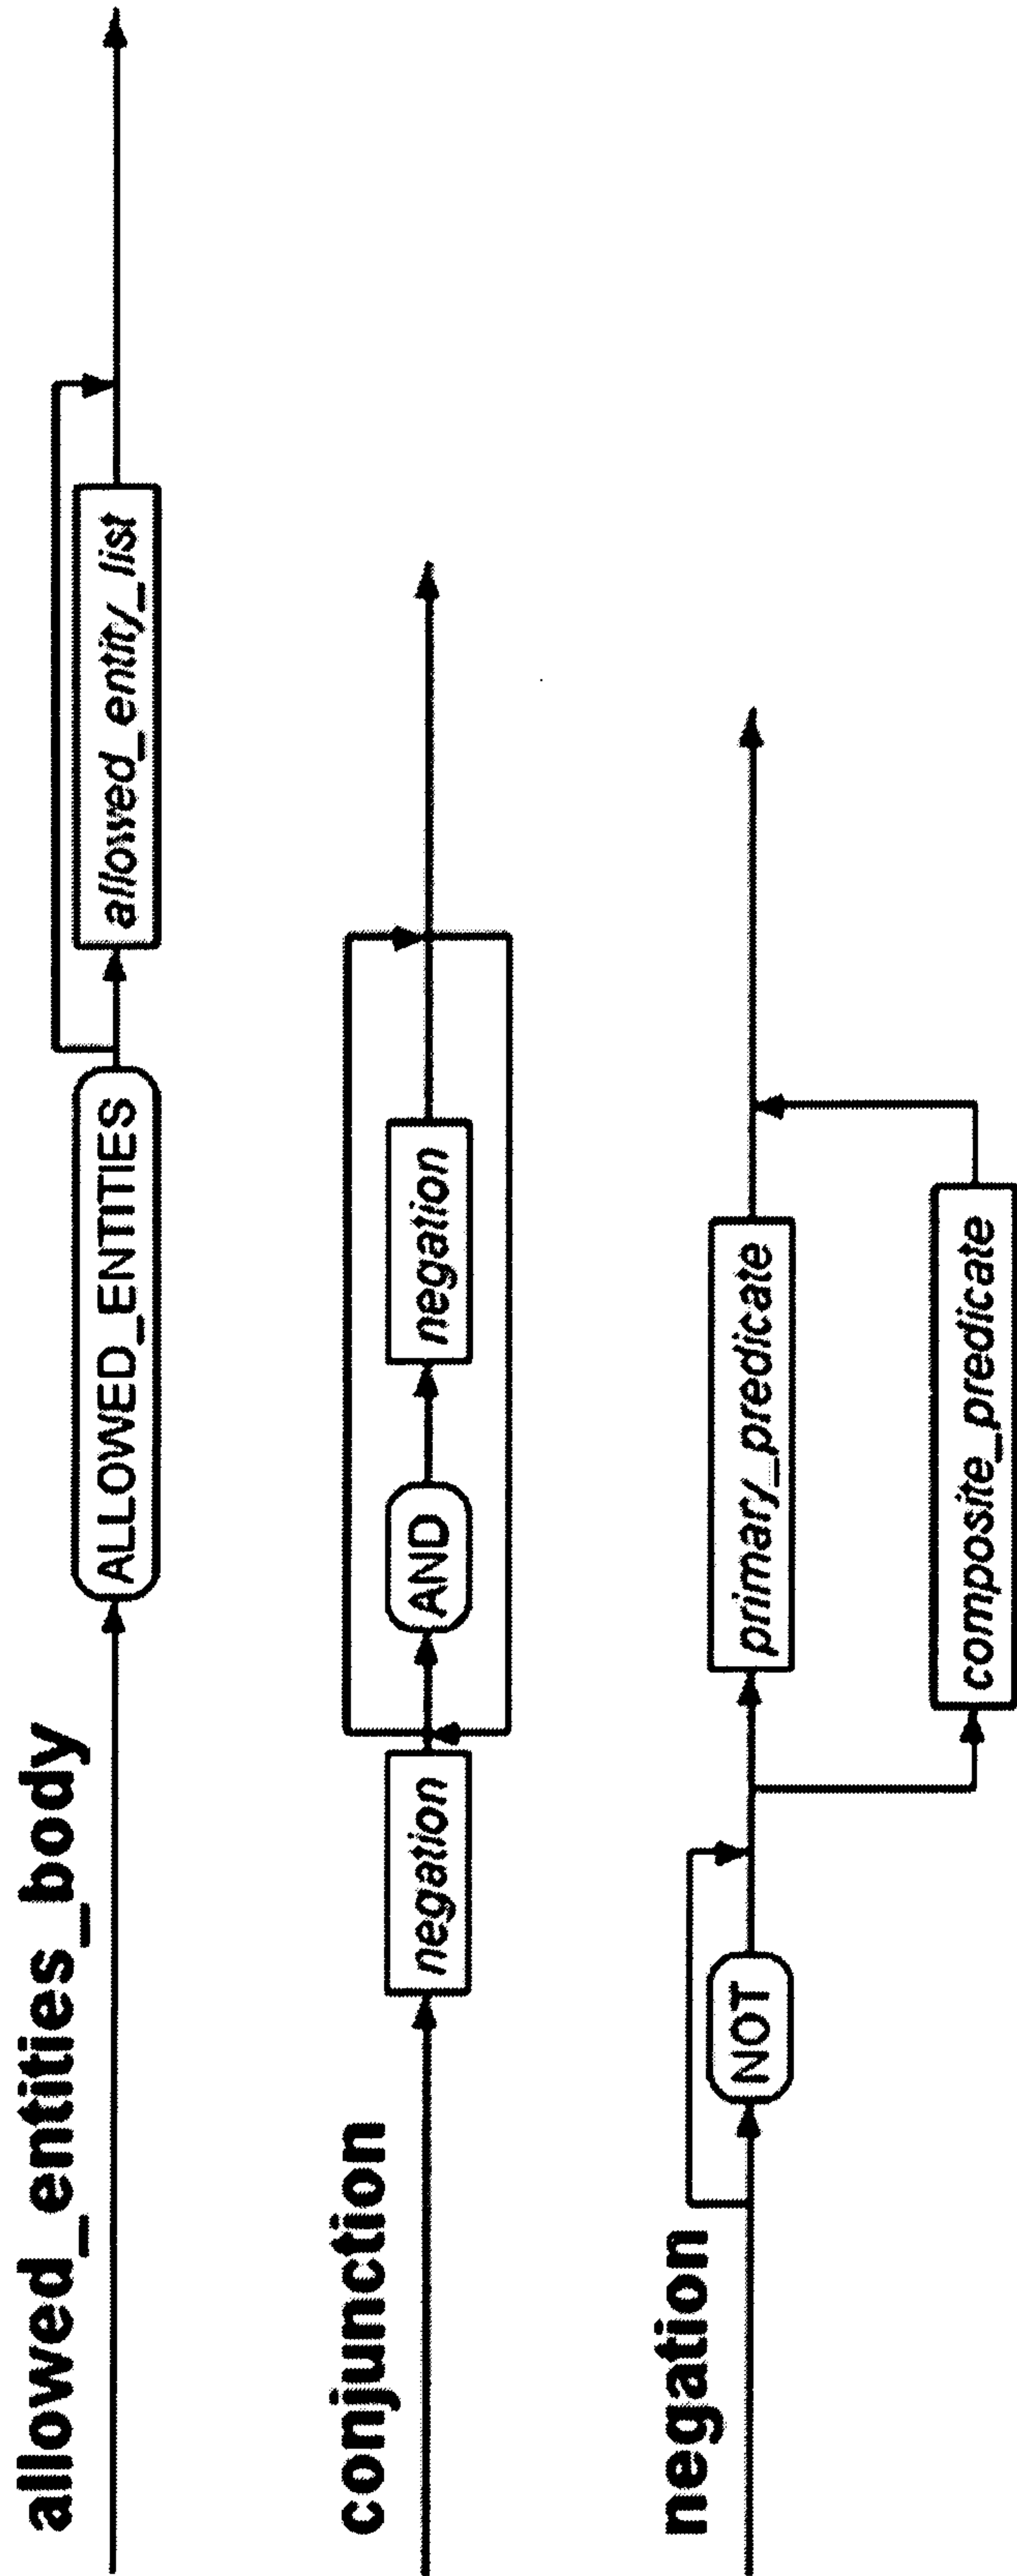 allowed_entities_body
ALLOWED_ENTITIES
allowed_entity_list
conjunction
negation
AND
negation
negation
NOT
primary_predicate
composite_predicate